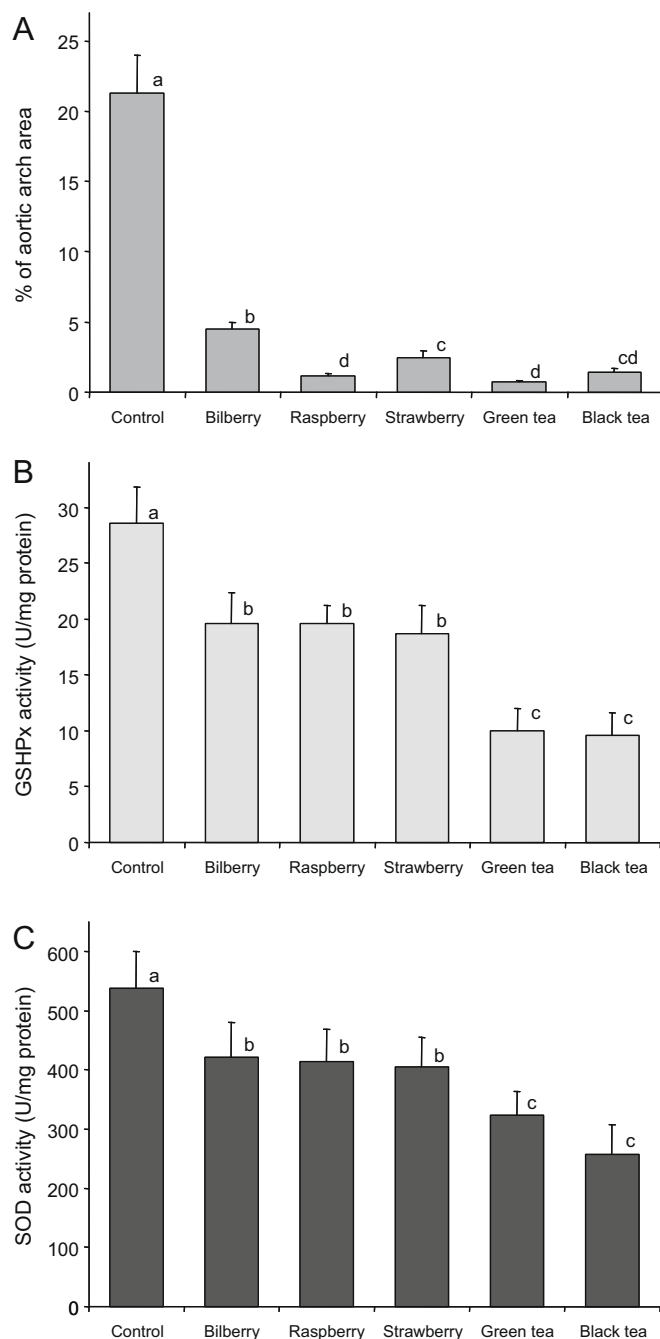 A
% of aortic arch area
25
20
15
10
5
0
a
b
d
c
d
cd
Control Bilberry Raspberry Strawberry Green tea Black tea
B
GSHPx activity (U/mg protein)
30
25
20
15
10
5
0
a
b
b
b
c
c
Control Bilberry Raspberry Strawberry Green tea Black tea
C
SOD activity (U/mg protein)
600
500
400
300
200
100
0
a
b
b
b
c
c
Control Bilberry Raspberry Strawberry Green tea Black tea